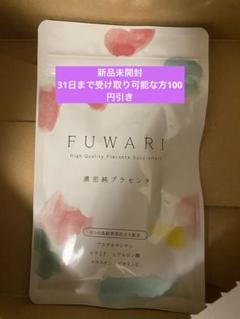 新品未開封
31日まで受け取り可能な方100
円引き
FUWARI
High Quality Placenta Supplement
濃密純プラセンタ
アスタキサンチン